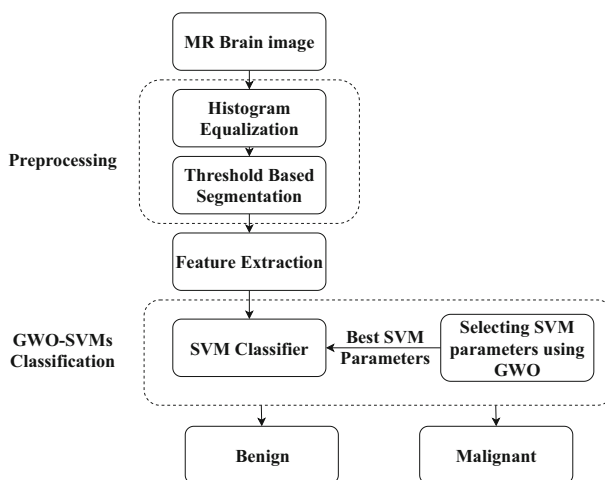 MR Brain image
Histogram
Equalization
Preprocessing
Threshold Based
Segmentation
Feature Extraction
GWO-SVMs
Classification
SVM Classifier
Best SVM
Parameters
Selecting SVM
parameters using
GWO
Benign
Malignant